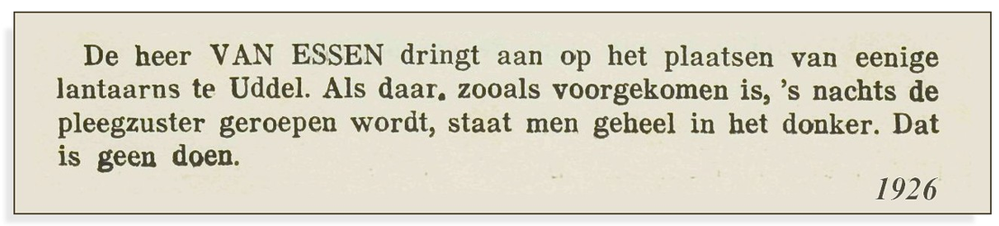 De heer VAN ESSEN dringt aan op het plaatsen van eenige
lantaarns te Uddel. Als daar. zooals voorgekomen is, 's nachts de
pleegzuster geroepen wordt, staat men geheel in het donker. Dat
is geen doen.
1926